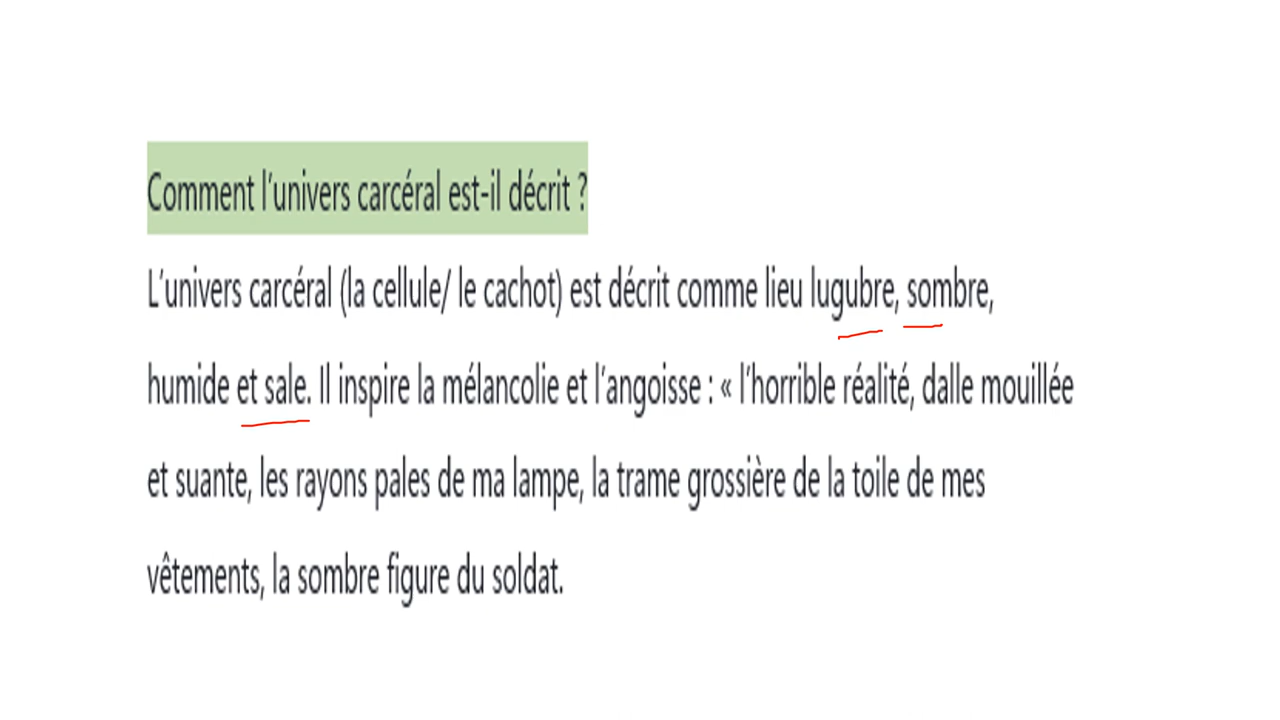 Comment l'univers carcéral est-il décrit ?
L'univers carcéral (la cellule/ le cachot) est décrit comme lieu lugubre, sombre,
humide et sale. Il inspire la mélancolie et l'angoisse : « l'horrible réalité, dalle mouillée
et suante, les rayons pales de ma lampe, la trame grossière de la toile de mes
vêtements, la sombre figure du soldat.